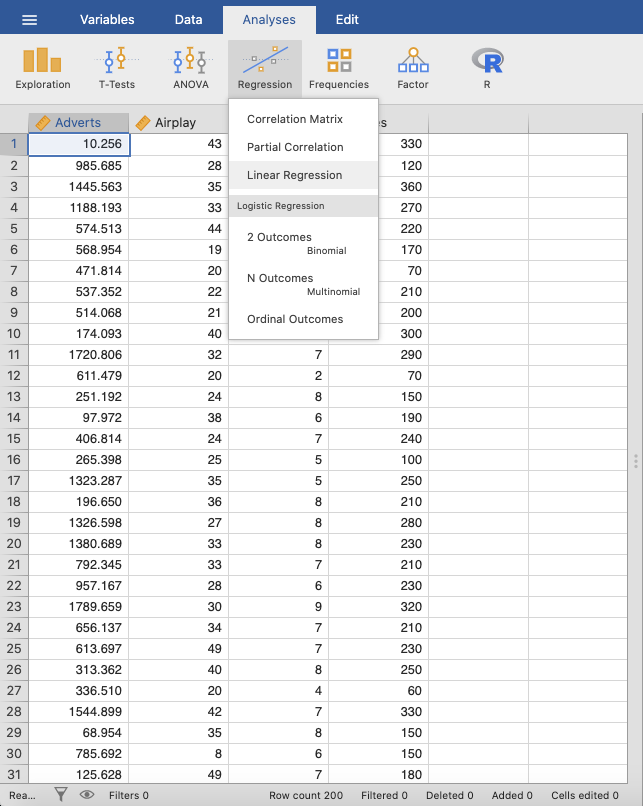 Variables Data Analyses Edit
Exploration T-Tests ANOVA Regression Frequencies Factor R
Adverts Airplay es
Correlation Matrix
Partial Correlation
Linear Regression
Logistic Regression
2 Outcomes
Binomial
N Outcomes
Multinomial
Ordinal Outcomes
1 10.256 43 330
2 985.685 28 120
3 1445.563 35 360
4 1188.193 33 270
5 574.513 44 220
6 568.954 19 170
7 471.814 20 70
8 537.352 22 210
9 514.068 21 200
10 174.093 40 300
11 1720.806 32 7 290
12 611.479 20 2 70
13 251.192 24 8 150
14 97.972 38 6 190
15 406.814 24 7 240
16 265.398 25 5 100
17 1323.287 35 5 250
18 196.650 36 8 210
19 1326.598 27 8 280
20 1380.689 33 8 230
21 792.345 33 7 210
22 957.167 28 6 230
23 1789.659 30 9 320
24 656.137 34 7 210
25 613.697 49 7 230
26 313.362 40 8 250
27 336.510 20 4 60
28 1544.899 42 7 330
29 68.954 35 8 150
30 785.692 8 6 150
31 125.628 49 7 180
Rea... Filters 0 Row count 200 Filtered 0 Deleted 0 Added 0 Cells edited 0